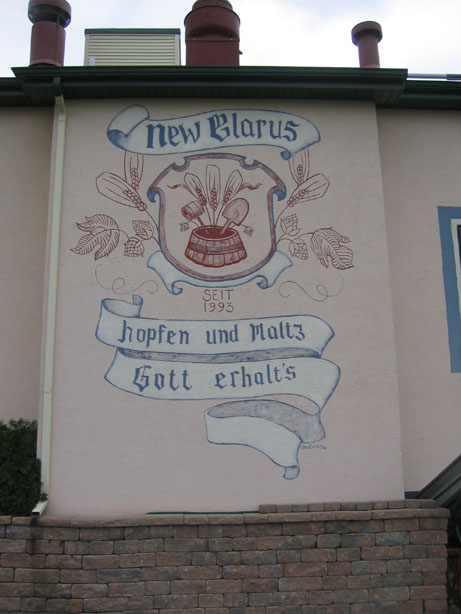 New Glarus
SEIT
1993
hopfen und Maltz
Gott erhalt's